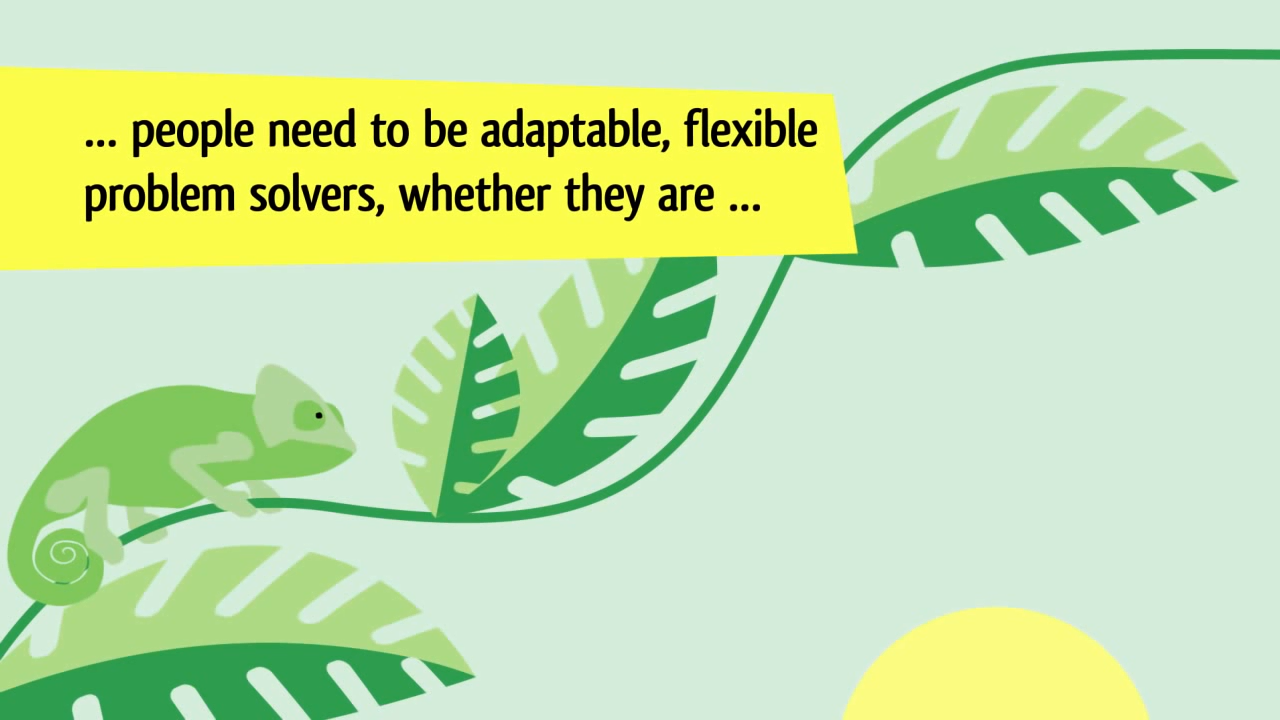 ... people need to be adaptable, flexible
problem solvers, whether they are ...